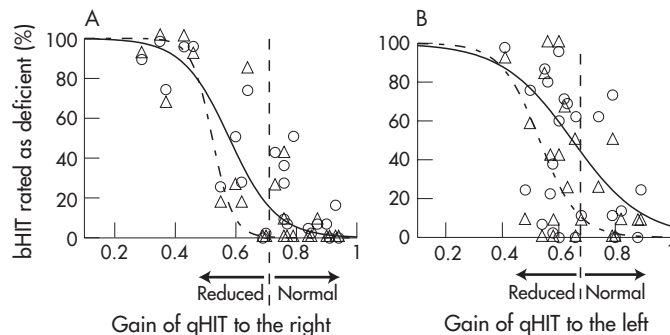 A
B
bHIT rated as deficient (%)
100
80
60
40
20
0
100
80
60
40
20
0
0.2 0.4 0.6 0.8 1
0.2 0.4 0.6 0.8 1
Reduced Normal
Reduced Normal
Gain of qHIT to the right
Gain of qHIT to the left